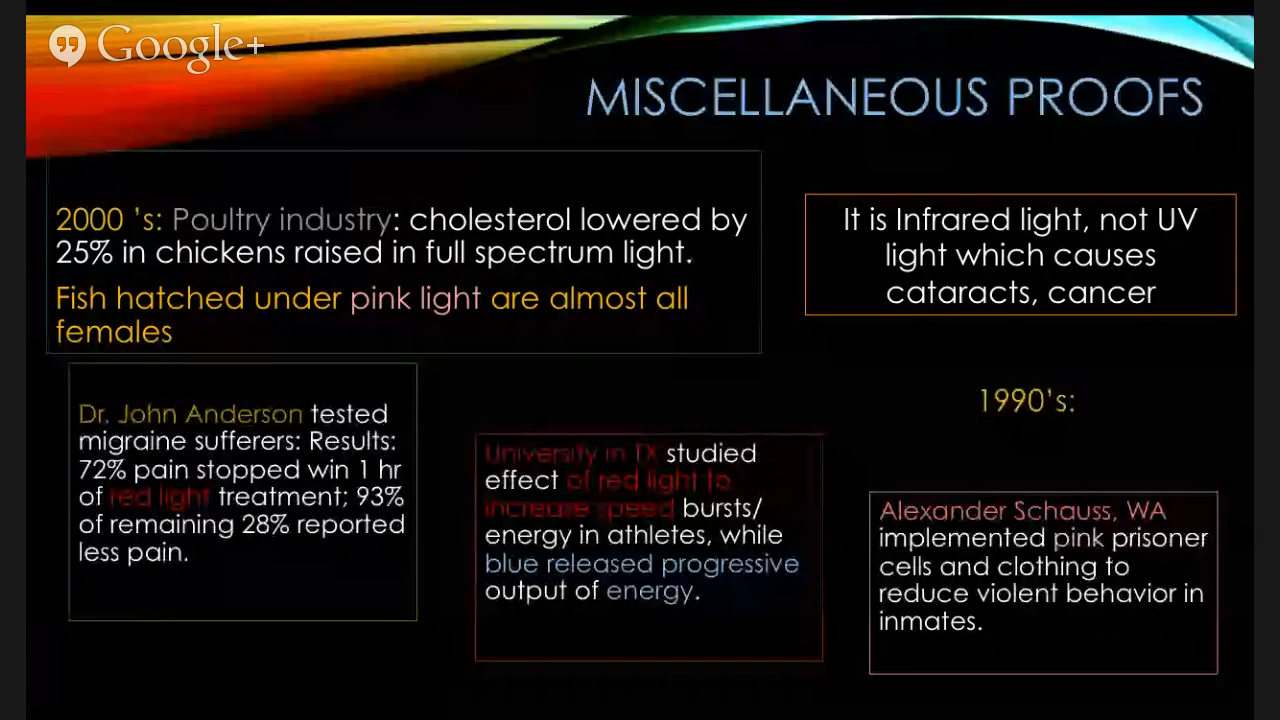 Google+
MISCELLANEOUS PROOFS
2000 's: Poultry industry: cholesterol lowered by
25% in chickens raised in full spectrum light.
Fish hatched under pink light are almost all
females
It is Infrared light, not UV
light which causes
cataracts, cancer
Dr. John Anderson tested
migraine sufferers: Results:
72% pain stopped win 1 hr
of red light treatment; 93%
of remaining 28% reported
less pain.
University in TX studied
effect of red light to
increase speed bursts/
energy in athletes, while
blue released progressive
output of energy.
1990's:
Alexander Schauss, WA
implemented pink prisoner
cells and clothing to
reduce violent behavior in
inmates.